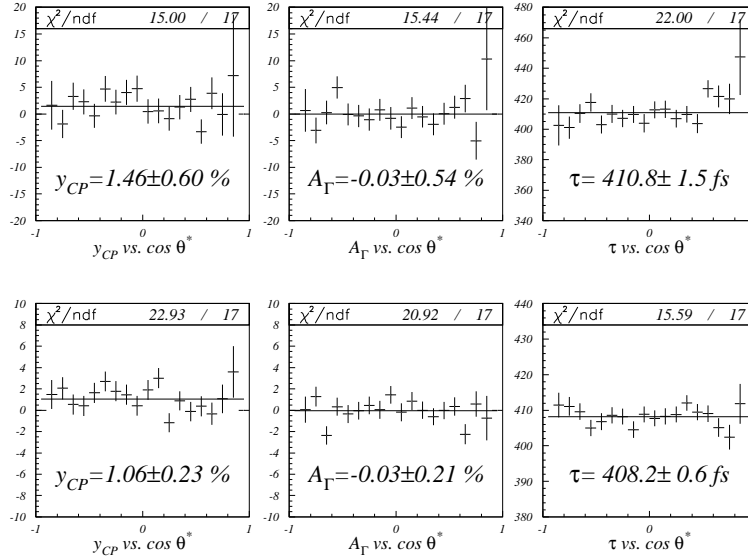 χ²/ndf 15.00 / 17
20
15
10
5
0
-5
-10
-15
-20
y_CP=1.46±0.60 %
-1 0 1
y_CP vs. cos θ*
χ²/ndf 15.44 / 17
20
15
10
5
0
-5
-10
-15
-20
A_Γ=-0.03±0.54 %
-1 0 1
A_Γ vs. cos θ*
χ²/ndf 22.00 / 17
480
460
440
420
400
380
360
340
τ= 410.8± 1.5 fs
-1 0
τ vs. cos θ*
χ²/ndf 22.93 / 17
10
8
6
4
2
0
-2
-4
-6
-8
-10
y_CP=1.06±0.23 %
-1 0 1
y_CP vs. cos θ*
χ²/ndf 20.92 / 17
10
8
6
4
2
0
-2
-4
-6
-8
-10
A_Γ=-0.03±0.21 %
-1 0 1
A_Γ vs. cos θ*
χ²/ndf 15.59 / 17
440
430
420
410
400
390
380
τ= 408.2± 0.6 fs
-1 0
τ vs. cos θ*